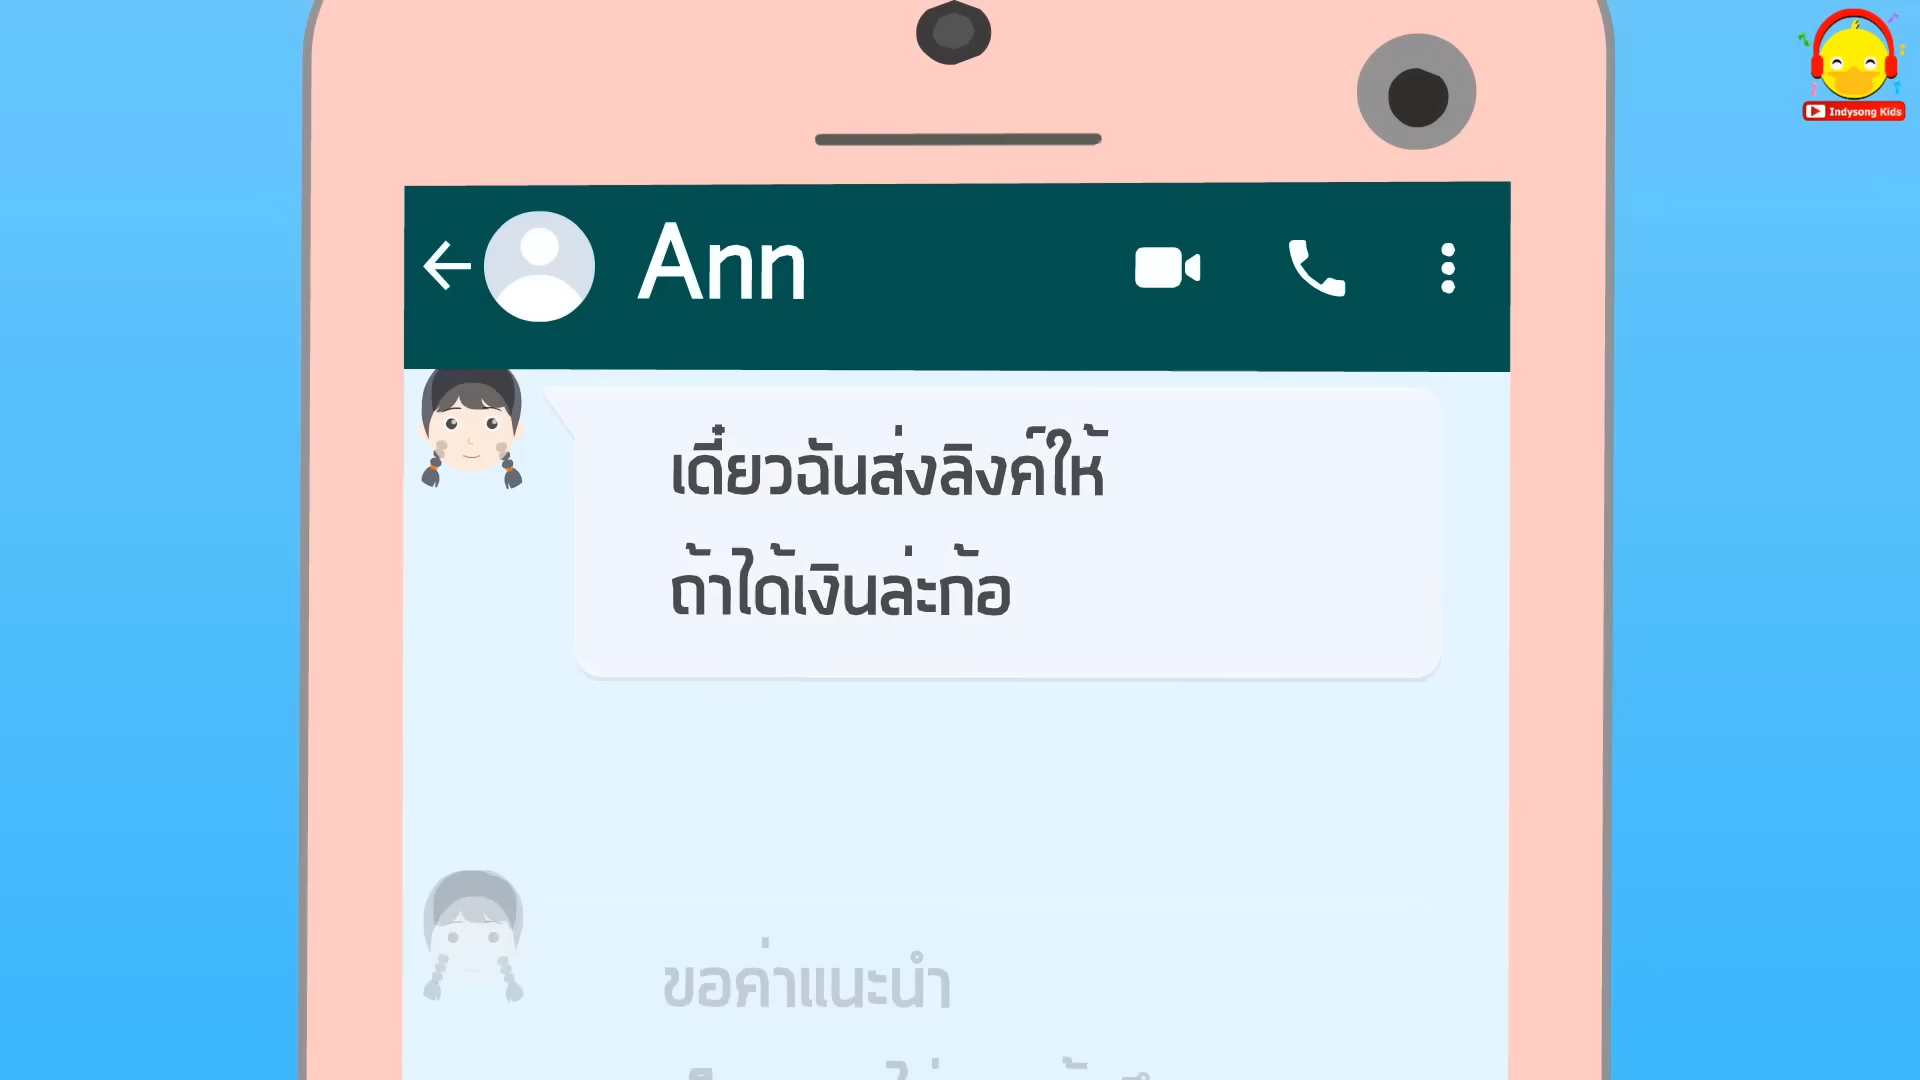 Indysong Kids
Ann
เดี๋ยวฉันส่งลิงค์ให้
ถ้าได้เงินล่ะก้อ
ขอค่าแนะนำ